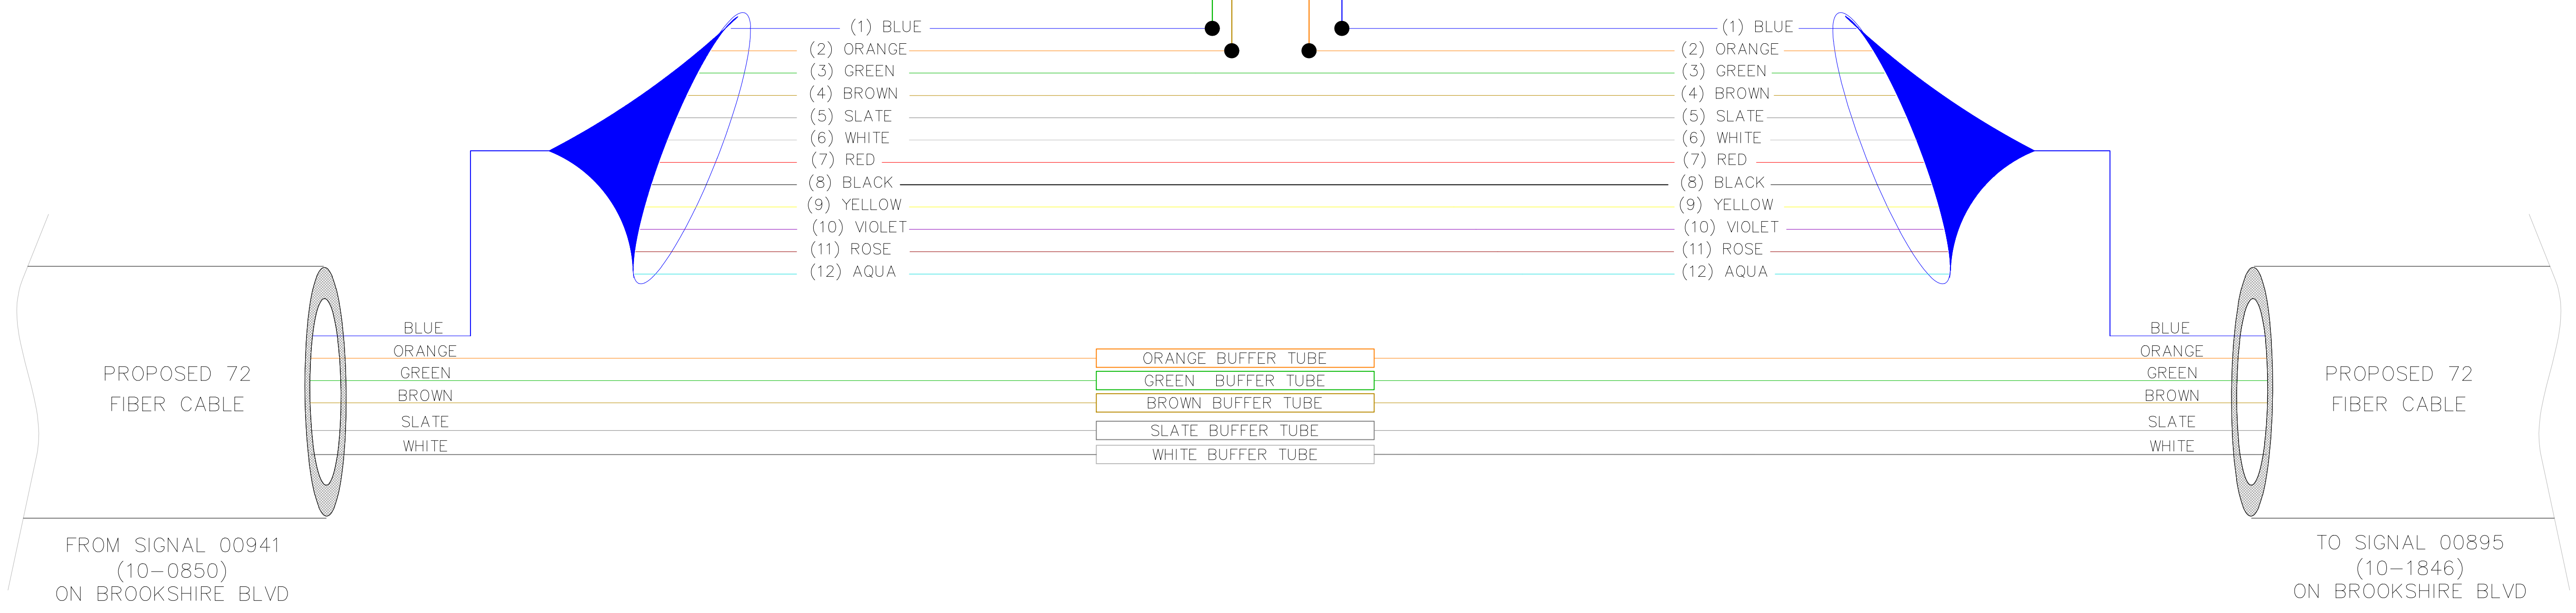 (1) BLUE
(2) ORANGE
(3) GREEN
(4) BROWN
(5) SLATE
(6) WHITE
(7) RED
(8) BLACK
(9) YELLOW
(10) VIOLET
(11) ROSE
(12) AQUA
(1) BLUE
(2) ORANGE
(3) GREEN
(4) BROWN
(5) SLATE
(6) WHITE
(7) RED
(8) BLACK
(9) YELLOW
(10) VIOLET
(11) ROSE
(12) AQUA
PROPOSED 72
FIBER CABLE
BLUE
ORANGE
GREEN
BROWN
SLATE
WHITE
ORANGE BUFFER TUBE
GREEN BUFFER TUBE
BROWN BUFFER TUBE
SLATE BUFFER TUBE
WHITE BUFFER TUBE
BLUE
ORANGE
GREEN
BROWN
SLATE
WHITE
PROPOSED 72
FIBER CABLE
FROM SIGNAL 00941
(10-0850)
ON BROOKSHIRE BLVD
TO SIGNAL 00895
(10-1846)
ON BROOKSHIRE BLVD